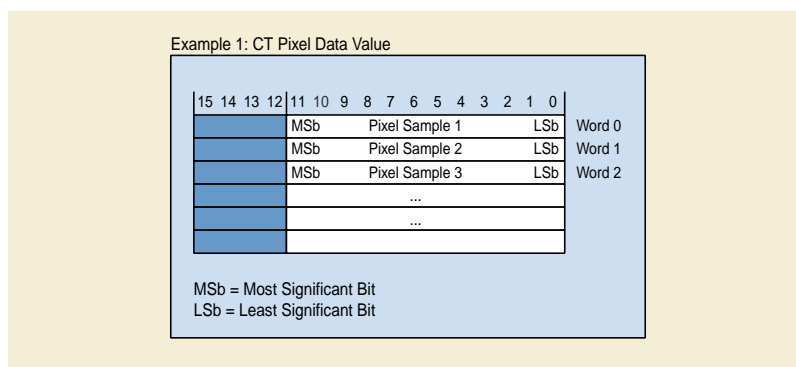 Example 1: CT Pixel Data Value
15 14 13 12 11 10 9 8 7 6 5 4 3 2 1 0
MSb Pixel Sample 1 LSb Word 0
MSb Pixel Sample 2 LSb Word 1
MSb Pixel Sample 3 LSb Word 2
...
...
MSb = Most Significant Bit
LSb = Least Significant Bit